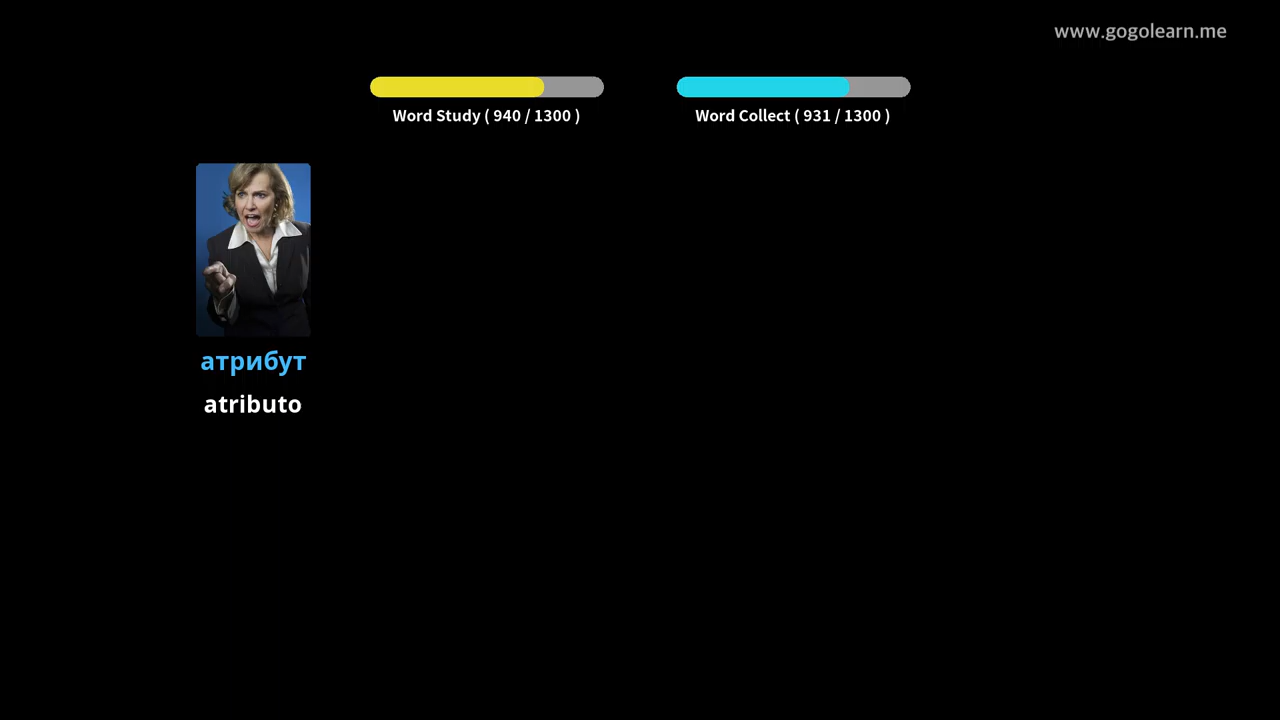 www.gogolearn.me
Word Study ( 940 / 1300 )
Word Collect ( 931 / 1300 )
атрибут
atributo